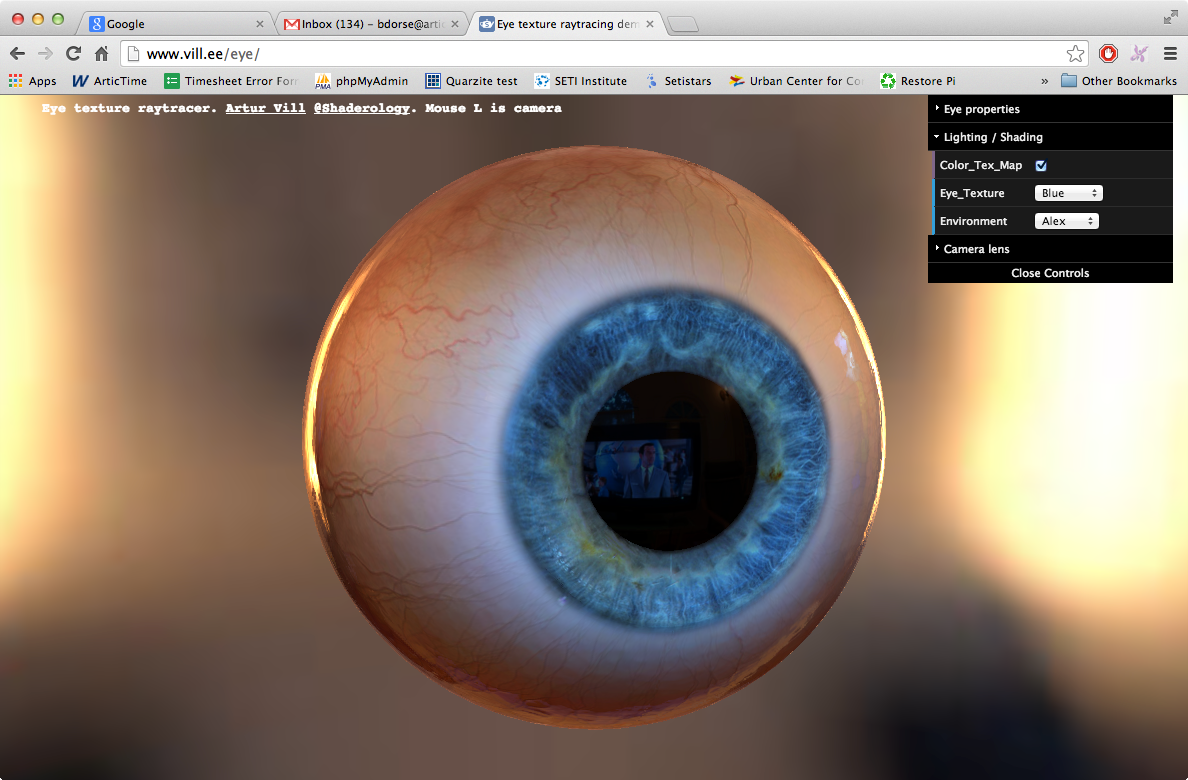 Google
Inbox (134) – bdorse@artic
Eye texture raytracing dem
www.vill.ee/eye/
Apps
W ArticTime
Timesheet Error Form
PMA phpMyAdmin
Quarzite test
SETI Institute
Setistars
Urban Center for Co
Restore Pi
»
Other Bookmarks
Eye texture raytracer. Artur Vill @Shaderology. Mouse L is camera
Eye properties
Lighting / Shading
Color_Tex_Map
Eye_Texture Blue
Environment Alex
Camera lens
Close Controls